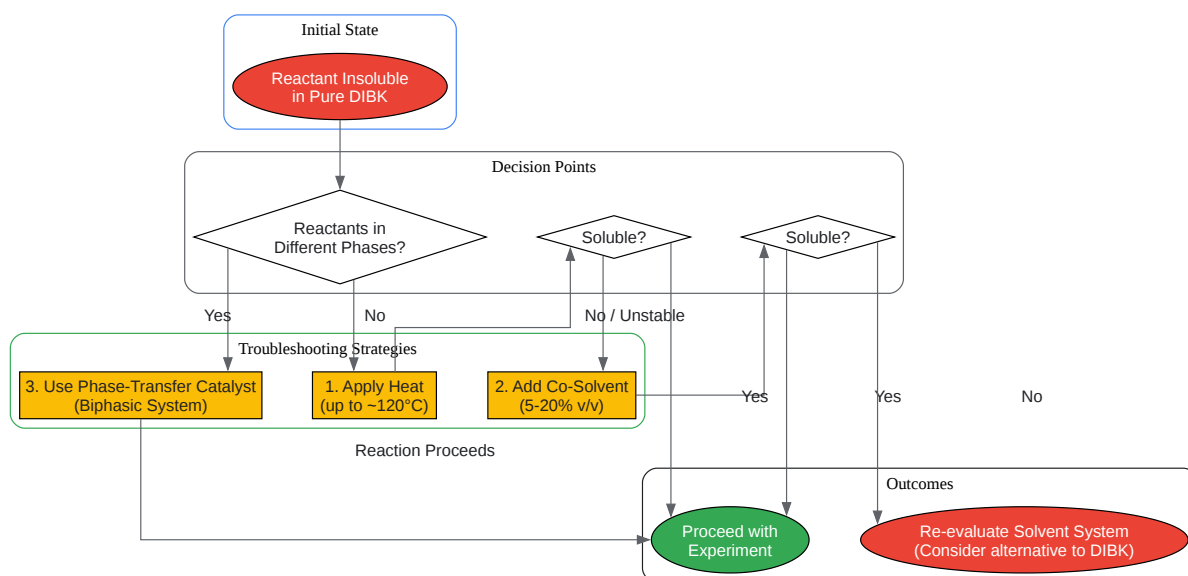 Initial State
Reactant Insoluble
in Pure DIBK
Decision Points
Reactants in
Different Phases?
Soluble?
Soluble?
Yes
No
No / Unstable
Troubleshooting Strategies
3. Use Phase-Transfer Catalyst
(Biphasic System)
1. Apply Heat
(up to ~120°C)
2. Add Co-Solvent
(5-20% v/v)
Yes
Yes
No
Reaction Proceeds
Outcomes
Proceed with
Experiment
Re-evaluate Solvent System
(Consider alternative to DIBK)